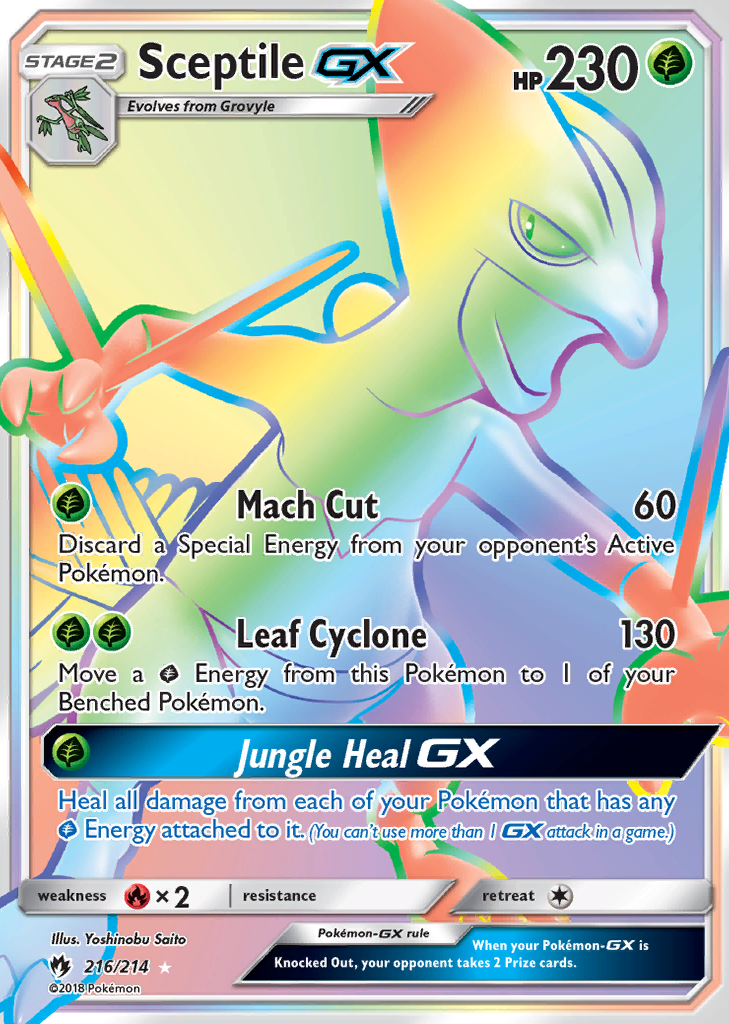 STAGE2 Sceptile GX HP230
Evolves from Grovyle
Mach Cut 60
Discard a Special Energy from your opponent's Active
Pokémon.
Leaf Cyclone 130
Move a Energy from this Pokémon to 1 of your
Benched Pokémon.
Jungle Heal GX
Heal all damage from each of your Pokémon that has any
Energy attached to it. (You can't use more than 1 GX attack in a game.)
weakness ×2 resistance retreat
Illus. Yoshinobu Saito
216/214
©2018 Pokémon
Pokémon-GX rule
When your Pokémon-GX is
Knocked Out, your opponent takes 2 Prize cards.